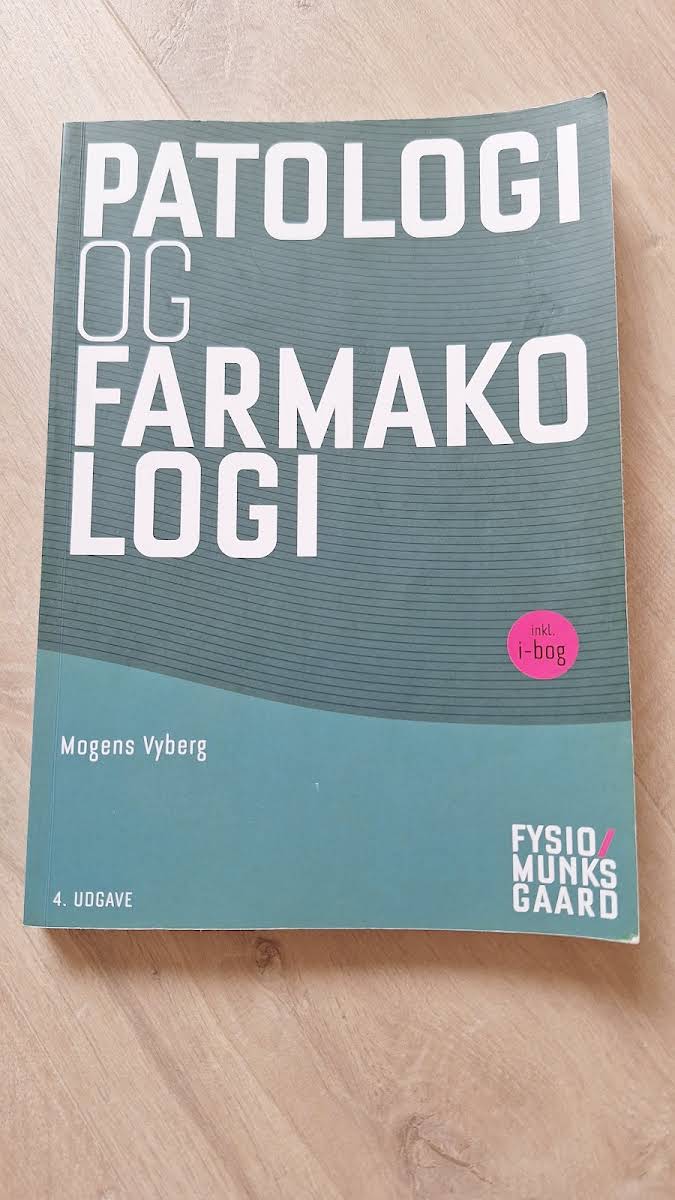 PATOLOGI
OG
FARMAKO
LOGI
inkl.
i-bog
Mogens Vyberg
FYSIO/
MUNKS
GAARD
4. UDGAVE